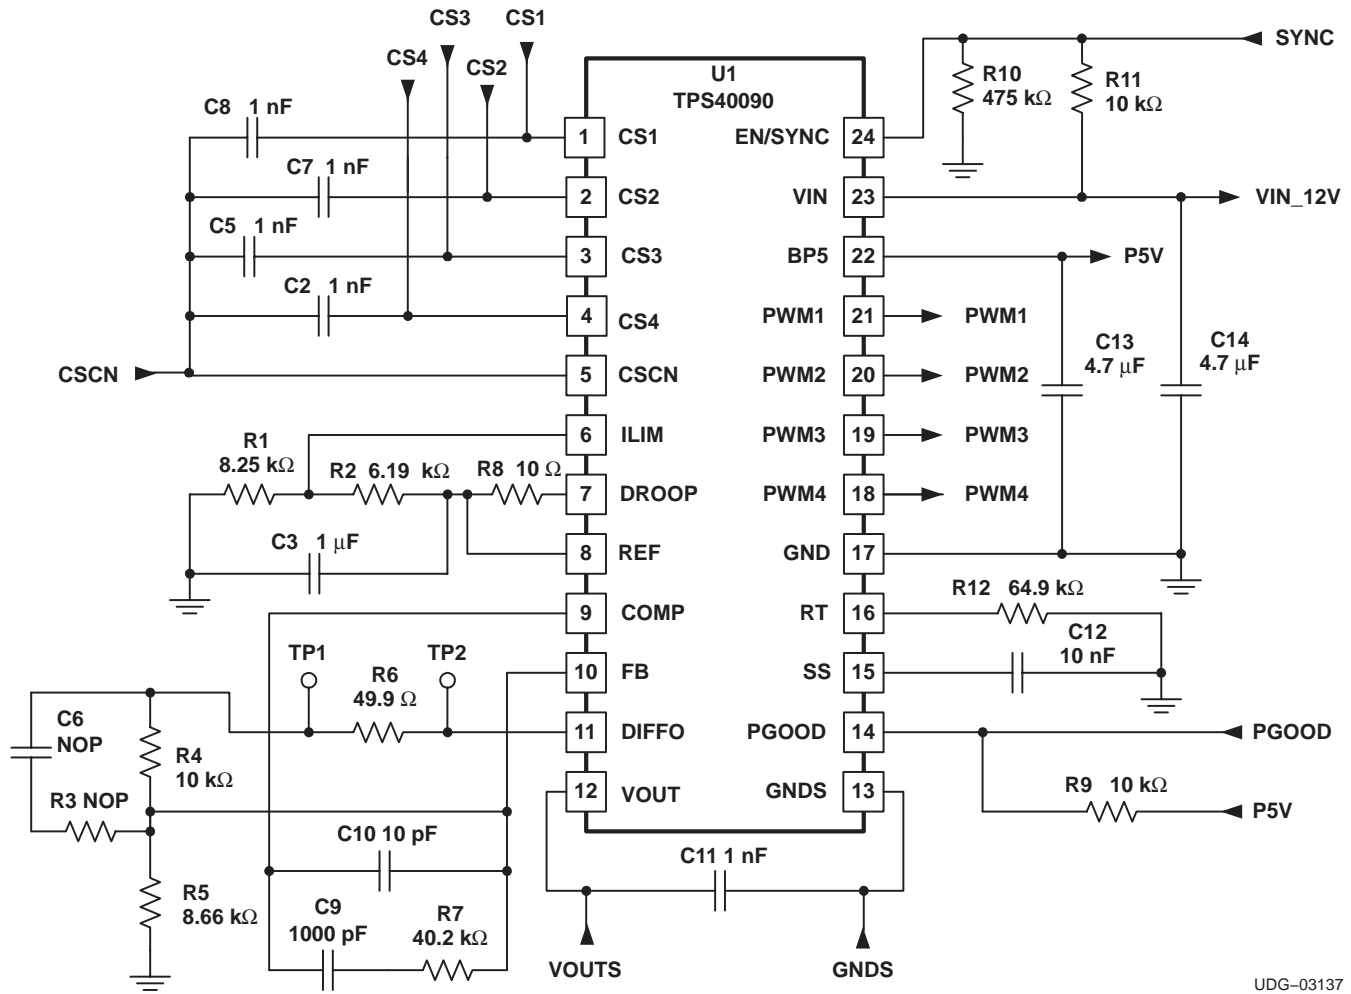 CS3
CS1
CS4
CS2
C8 1 nF
C7 1 nF
C5 1 nF
C2 1 nF
CSCN
U1
TPS40090
1 CS1
2 CS2
3 CS3
4 CS4
5 CSCN
6 ILIM
7 DROOP
8 REF
9 COMP
10 FB
11 DIFFO
12 VOUT
EN/SYNC 24
VIN 23
BP5 22
PWM1 21
PWM2 20
PWM3 19
PWM4 18
GND 17
RT 16
SS 15
PGOOD 14
GNDS 13
SYNC
R10
475 kΩ
R11
10 kΩ
VIN_12V
P5V
PWM1
PWM2
PWM3
PWM4
C13
4.7 μF
C14
4.7 μF
R1
8.25 kΩ
R2 6.19 kΩ
R8 10 Ω
C3 1 μF
R12 64.9 kΩ
C12
10 nF
TP1
TP2
R6
49.9 Ω
C6
NOP
R4
10 kΩ
R3 NOP
R5
8.66 kΩ
C10 10 pF
C9
1000 pF
R7
40.2 kΩ
C11 1 nF
VOUTS
GNDS
PGOOD
R9 10 kΩ
P5V
UDG–03137